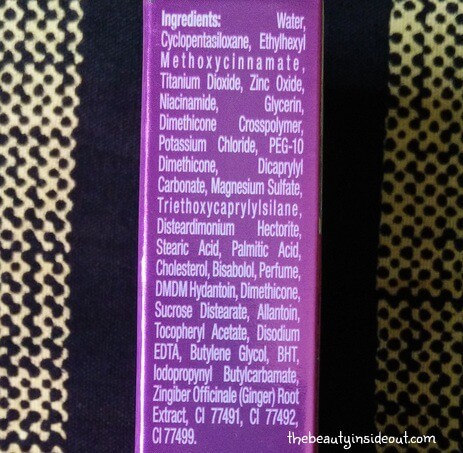 Ingredients: Water,
Cyclopentasiloxane, Ethylhexyl
Methoxycinnamate,
Titanium Dioxide, Zinc Oxide,
Niacinamide, Glycerin,
Dimethicone Crosspolymer,
Potassium Chloride, PEG-10
Dimethicone, Dicaprylyl
Carbonate, Magnesium Sulfate,
Triethoxycaprylylsilane,
Disteardimonium Hectorite,
Stearic Acid, Palmitic Acid,
Cholesterol, Bisabolol, Perfume,
DMDM Hydantoin, Dimethicone,
Sucrose Distearate, Allantoin,
Tocopheryl Acetate, Disodium
EDTA, Butylene Glycol, BHT,
Iodopropynyl Butylcarbamate,
Zingiber Officinale (Ginger) Root
Extract, CI 77491, CI 77492,
CI 77499.
thebeautyinsideout.com